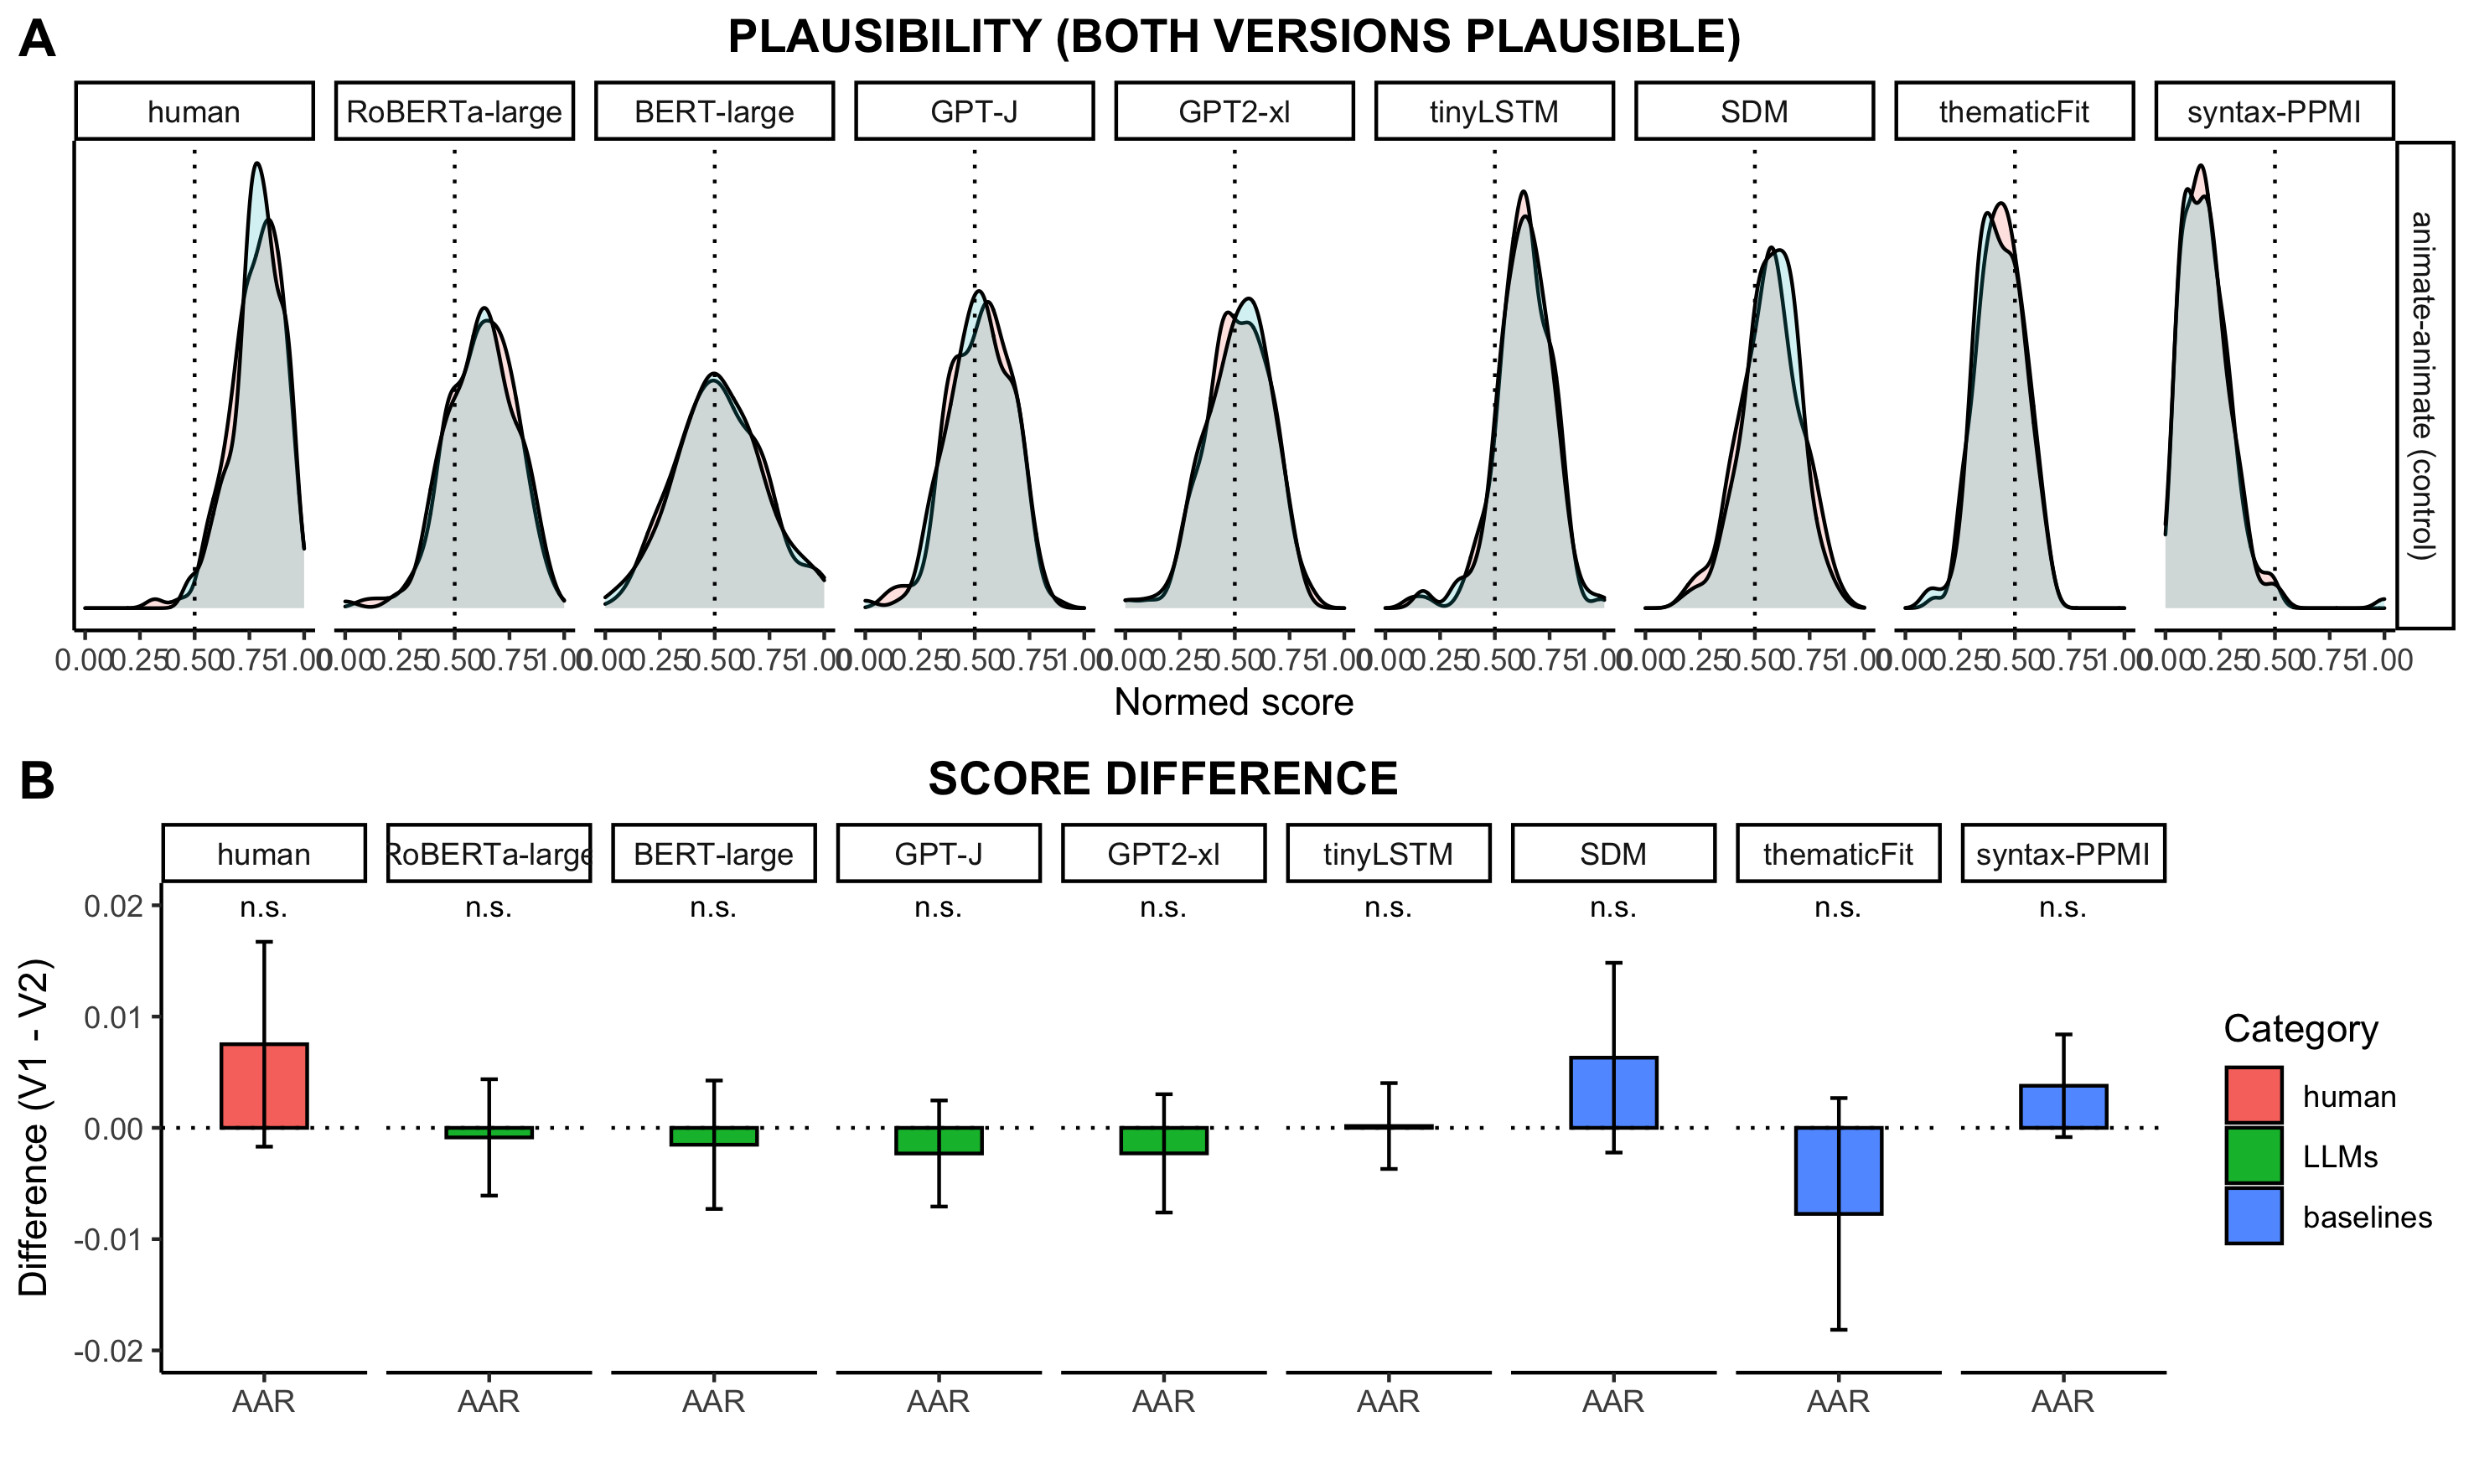 A
PLAUSIBILITY (BOTH VERSIONS PLAUSIBLE)
human RoBERTa-large BERT-large GPT-J GPT2-xl tinyLSTM SDM thematicFit syntax-PPMI
animate-animate (control)
0.00 0.25 0.50 0.75 1.00 0.00 0.25 0.50 0.75 1.00 0.00 0.25 0.50 0.75 1.00 0.00 0.25 0.50 0.75 1.00 0.00 0.25 0.50 0.75 1.00 0.00 0.25 0.50 0.75 1.00 0.00 0.25 0.50 0.75 1.00 0.00 0.25 0.50 0.75 1.00 0.00 0.25 0.50 0.75 1.00
Normed score
B
SCORE DIFFERENCE
human RoBERTa-large BERT-large GPT-J GPT2-xl tinyLSTM SDM thematicFit syntax-PPMI
n.s. n.s. n.s. n.s. n.s. n.s. n.s. n.s. n.s.
Difference (V1 - V2)
0.02
0.01
0.00
-0.01
-0.02
AAR AAR AAR AAR AAR AAR AAR AAR AAR
Category
human
LLMs
baselines